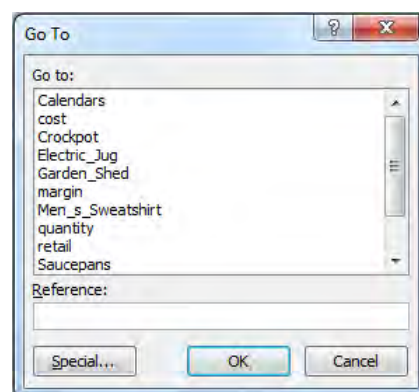 Go To
?
Go to:
Calendars
cost
Crockpot
Electric_Jug
Garden_Shed
margin
Men_s_Sweatshirt
quantity
retail
Saucepans
Reference:
Special...
OK
Cancel